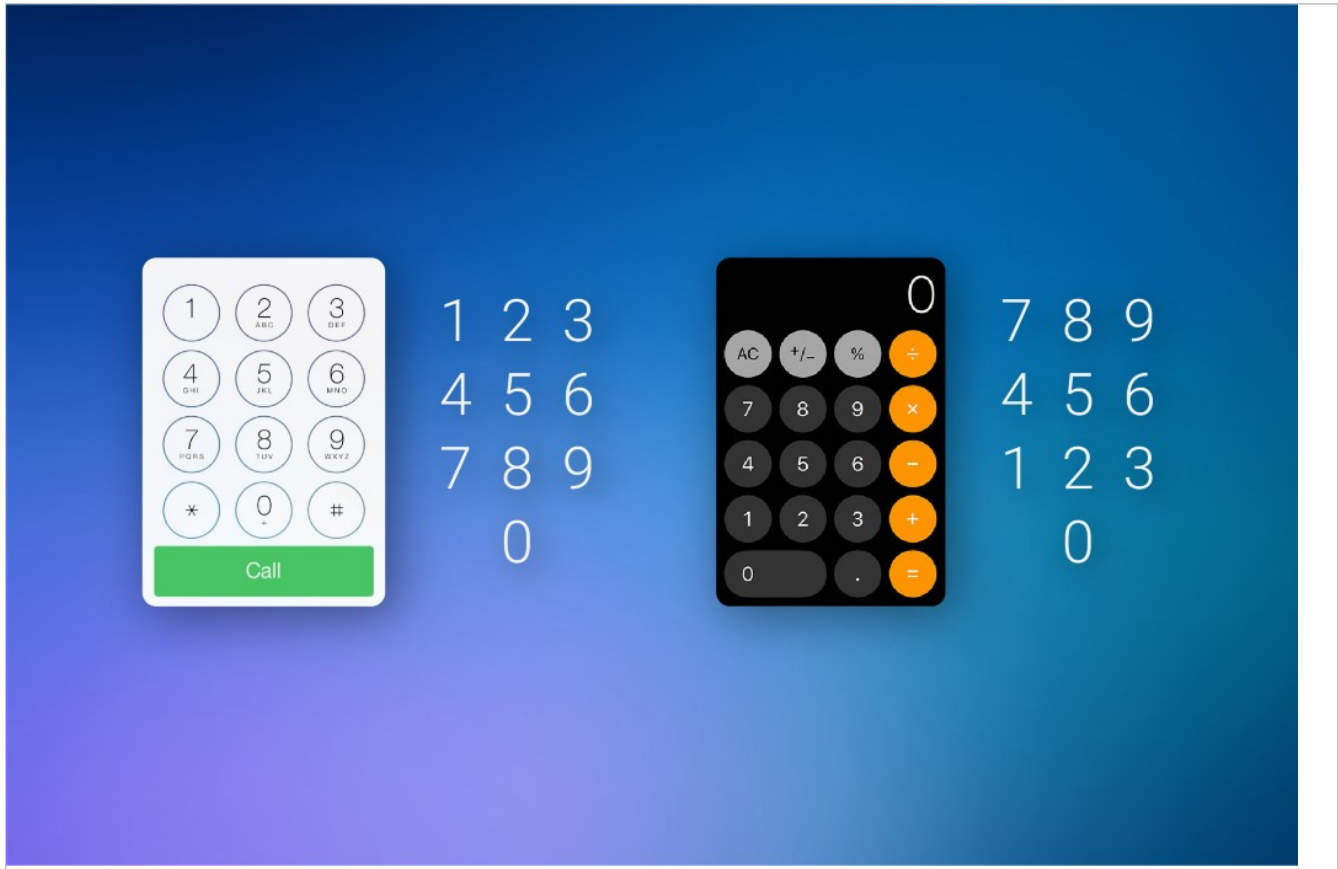 1 2 3
ABC DEF
4 5 6
GHI JKL MNO
7 8 9
PQRS TUV WXYZ
* 0 #
Call
1 2 3
4 5 6
7 8 9
0
0
AC +/- % ÷
7 8 9 ×
4 5 6 −
1 2 3 +
0 . =
7 8 9
4 5 6
1 2 3
0